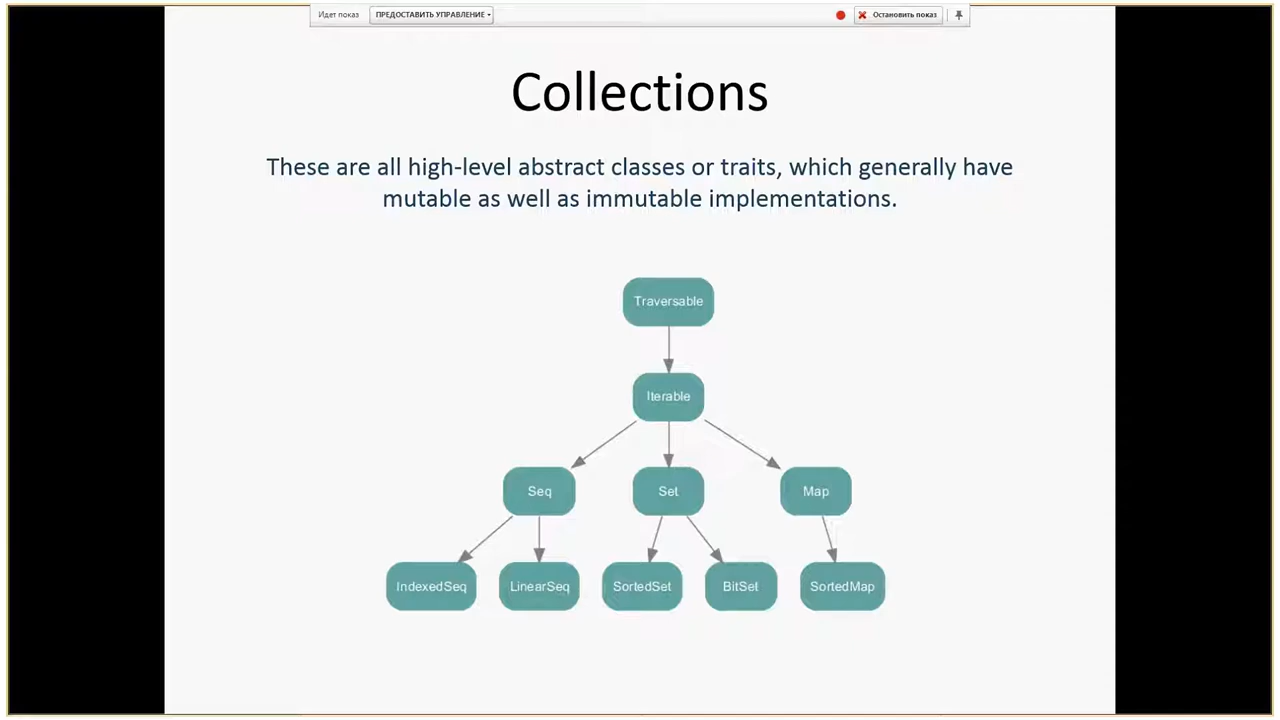 Идет показ
ПРЕДОСТАВИТЬ УПРАВЛЕНИЕ
Остановить показ
Collections
These are all high-level abstract classes or traits, which generally have
mutable as well as immutable implementations.
Traversable
Iterable
Seq
Set
Map
IndexedSeq
LinearSeq
SortedSet
BitSet
SortedMap